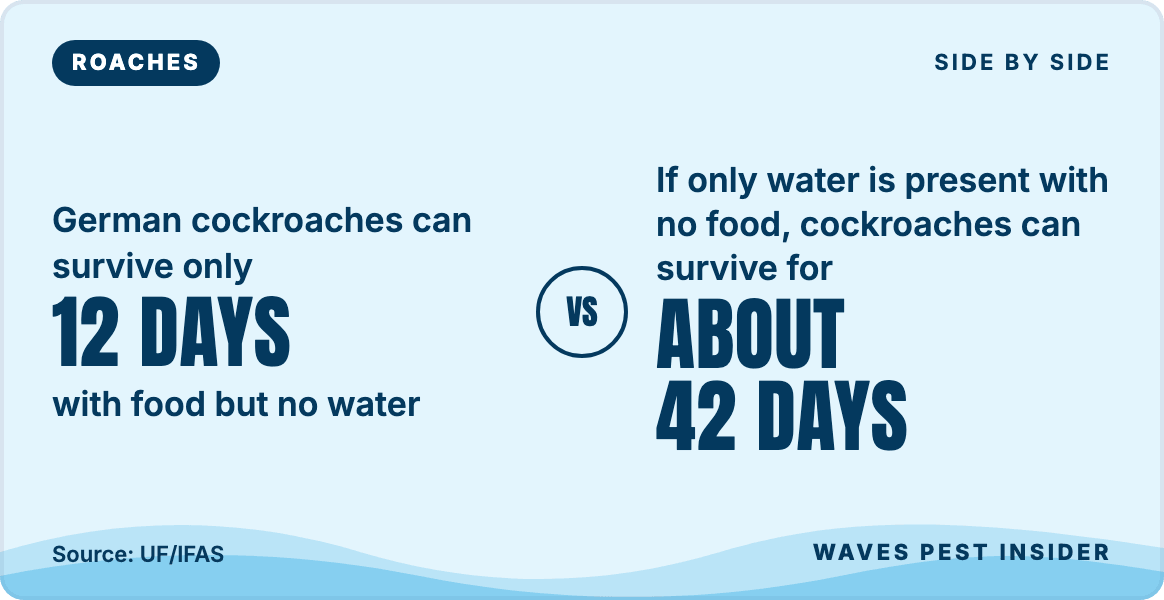 ROACHES
SIDE BY SIDE
German cockroaches can
survive only
12 DAYS
with food but no water
VS
If only water is present with
no food, cockroaches can
survive for
ABOUT
42 DAYS
Source: UF/IFAS
WAVES PEST INSIDER